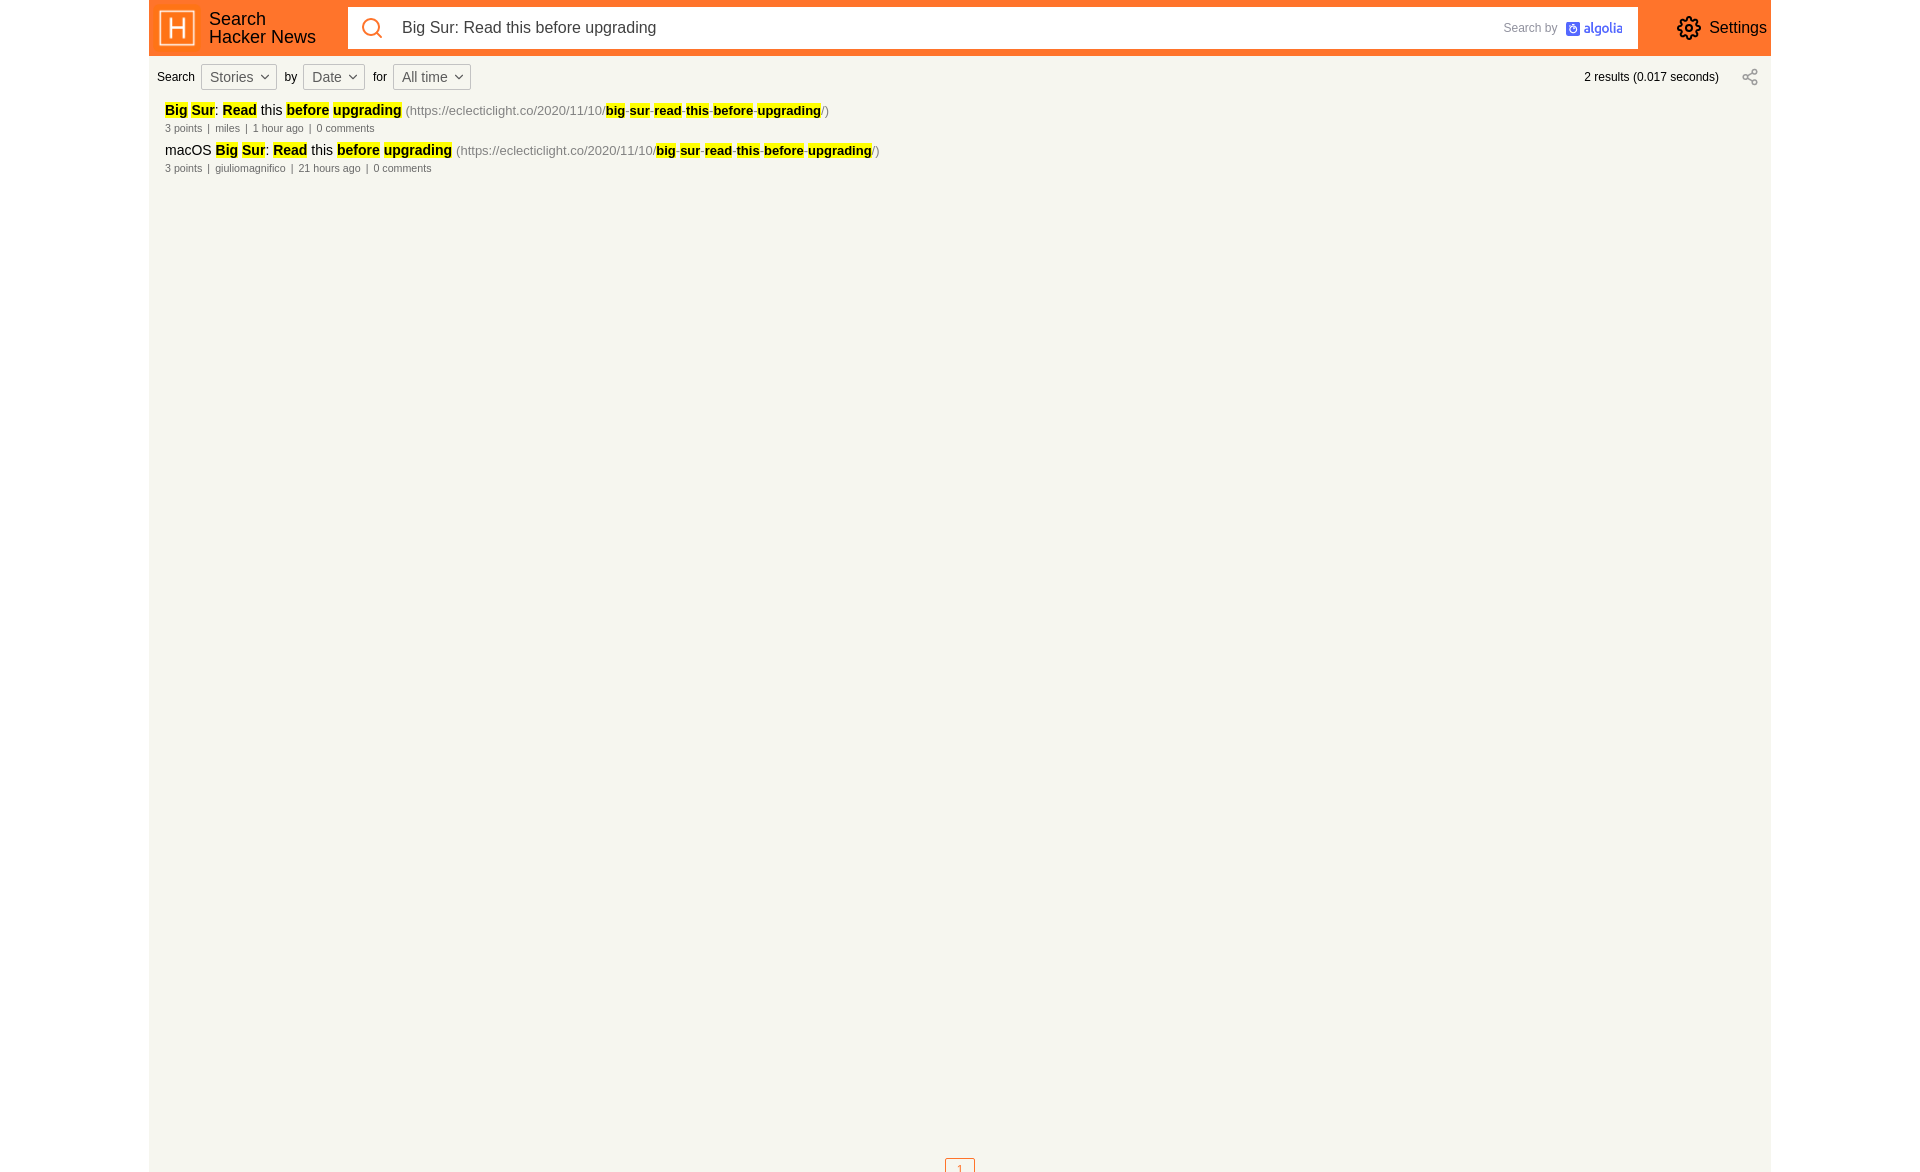 H
Search
Hacker News
Big Sur: Read this before upgrading
Search by algolia
Settings
Search Stories by Date for All time
2 results (0.017 seconds)
Big Sur: Read this before upgrading (https://eclecticlight.co/2020/11/10/big-sur-read-this-before-upgrading/)
3 points | miles | 1 hour ago | 0 comments
macOS Big Sur: Read this before upgrading (https://eclecticlight.co/2020/11/10/big-sur-read-this-before-upgrading/)
3 points | giuliomagnifico | 21 hours ago | 0 comments
1